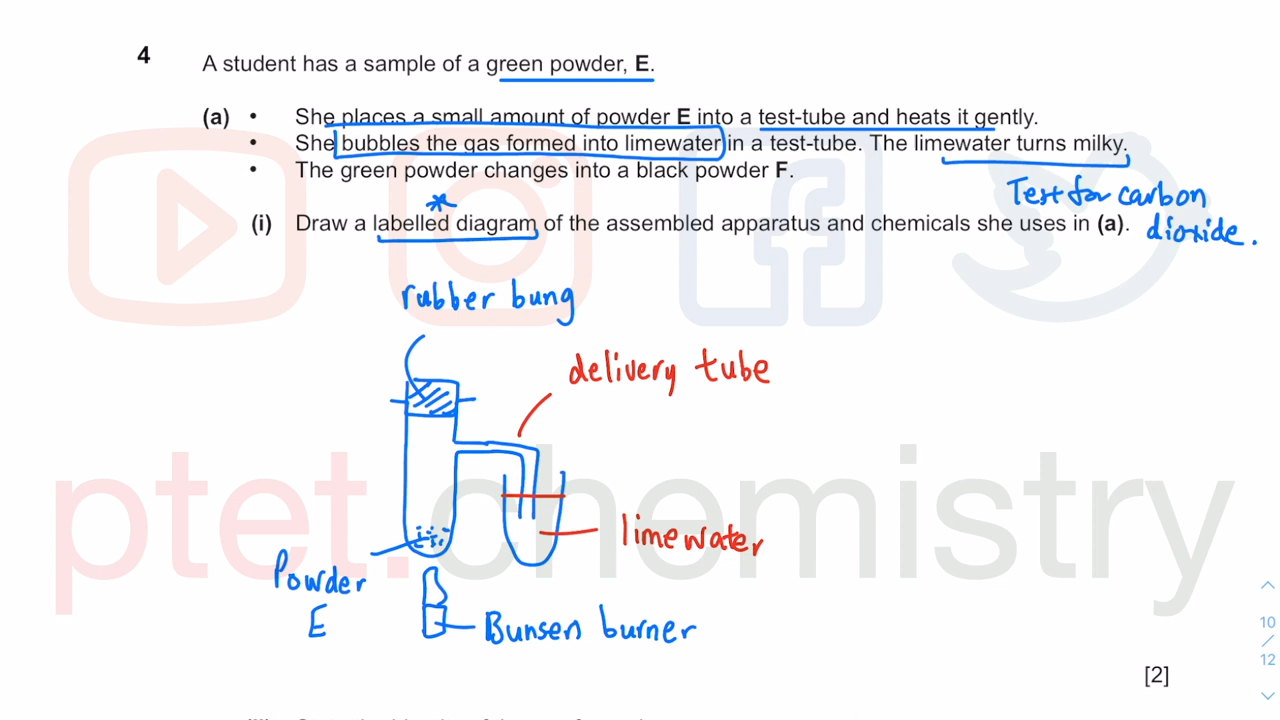 4 A student has a sample of a green powder, E.
(a) • She places a small amount of powder E into a test-tube and heats it gently.
• She bubbles the gas formed into limewater in a test-tube. The limewater turns milky.
• The green powder changes into a black powder F.
Test for carbon
dioxide.
*
(i) Draw a labelled diagram of the assembled apparatus and chemicals she uses in (a).
rubber bung
delivery tube
ptet.chemistry
limewater
Powder
E
Bunsen burner
10
/
12
[2]